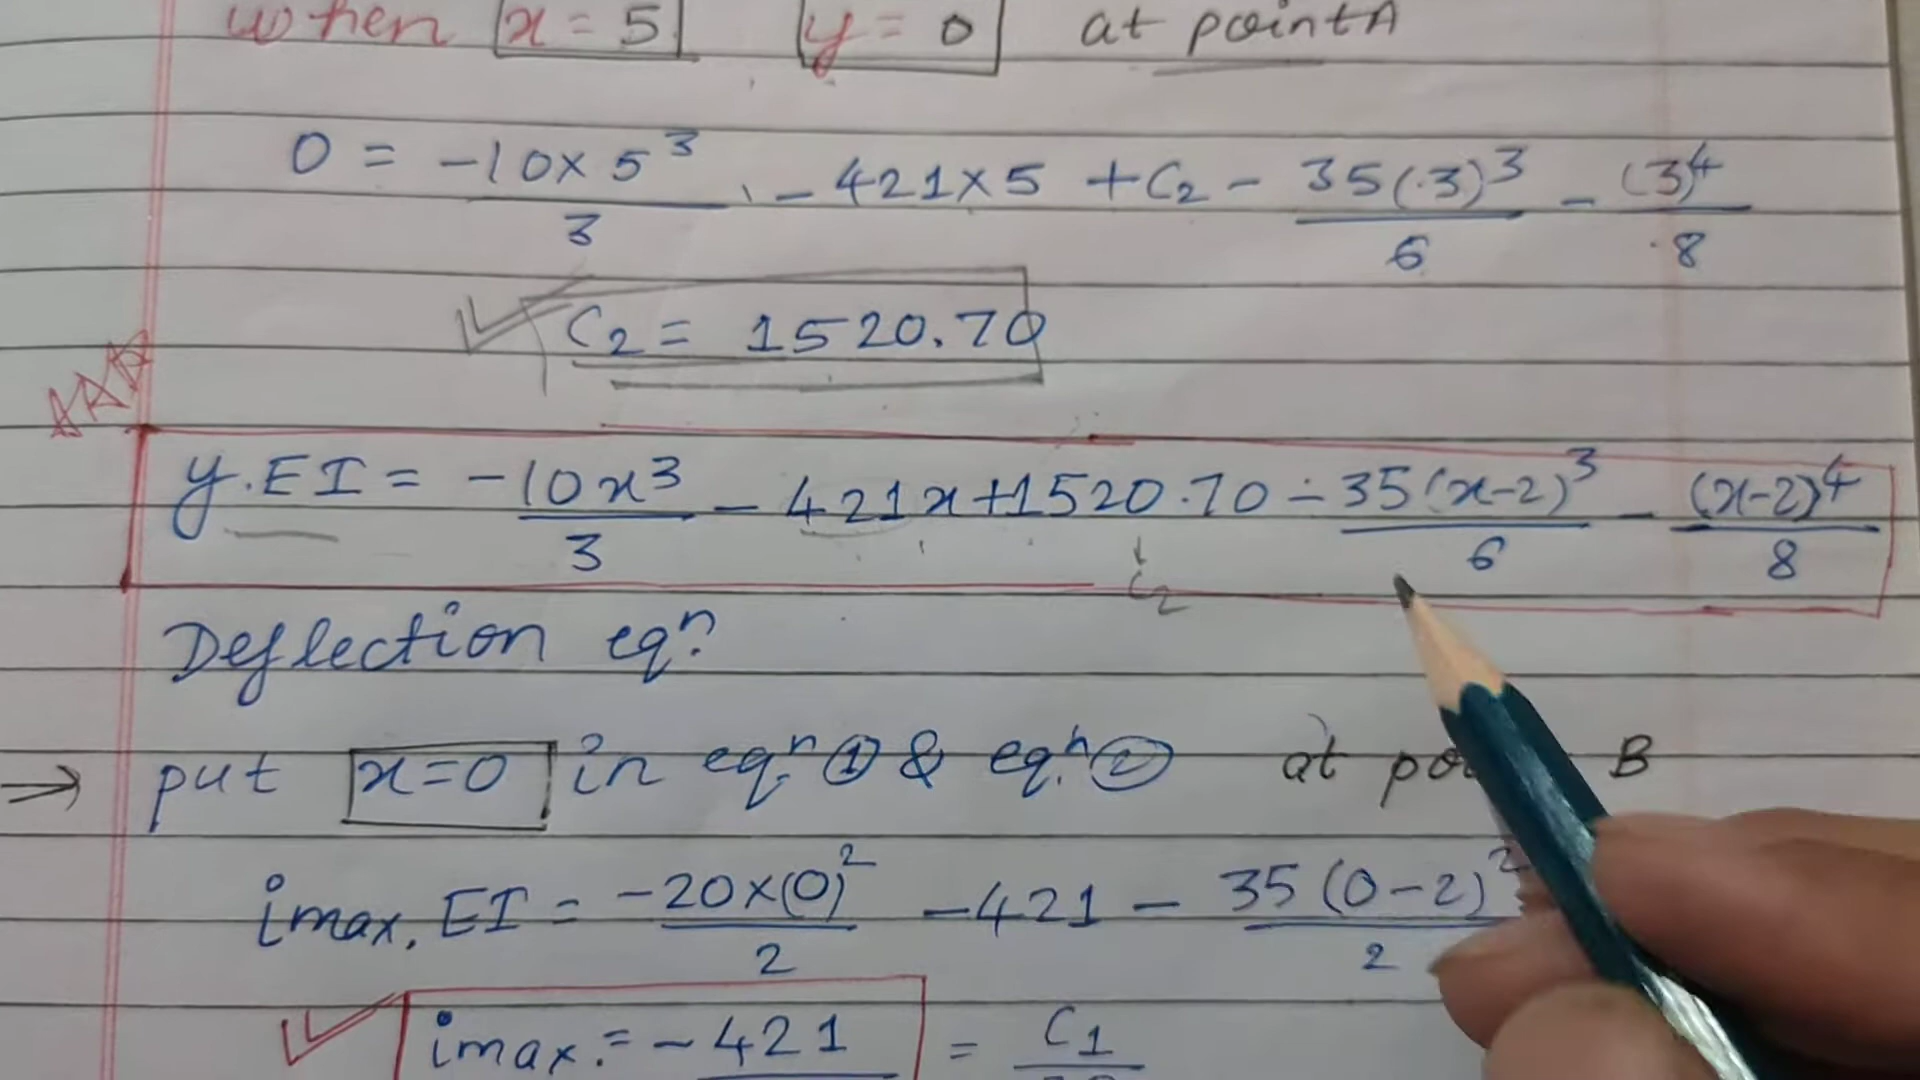 when x = 5 y = 0 at point A
0 = -10×5³/3 - 421×5 + C₂ - 35(3)³/6 - (3)⁴/8
C₂ = 1520.70
y.EI = -10x³/3 - 421x + 1520.70 - 35(x-2)³/6 - (x-2)⁴/8
C₂
Deflection eqⁿ.
→ put x=0 in eqⁿ. ① & eqⁿ. ② at B
imax. EI = -20×(0)²/2 - 421 - 35(0-2)²/2
imax. = -421 = C₁